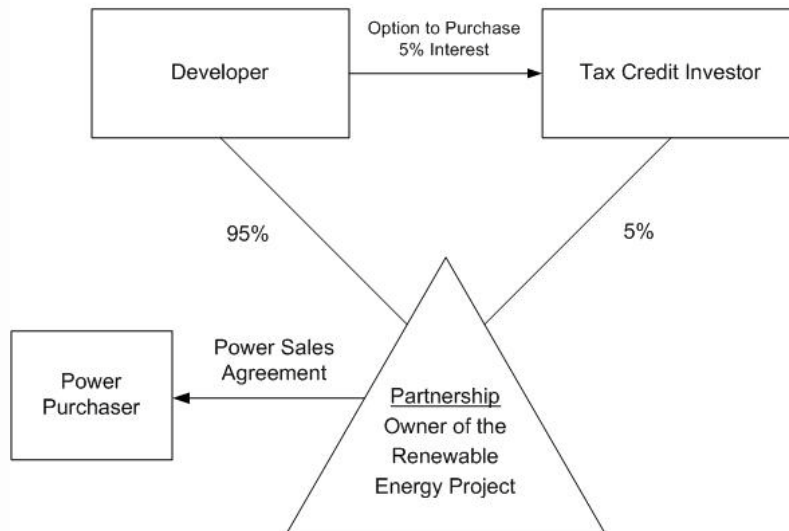 Developer
Option to Purchase
5% Interest
Tax Credit Investor
95%
5%
Power Sales
Agreement
Power
Purchaser
Partnership
Owner of the
Renewable
Energy Project